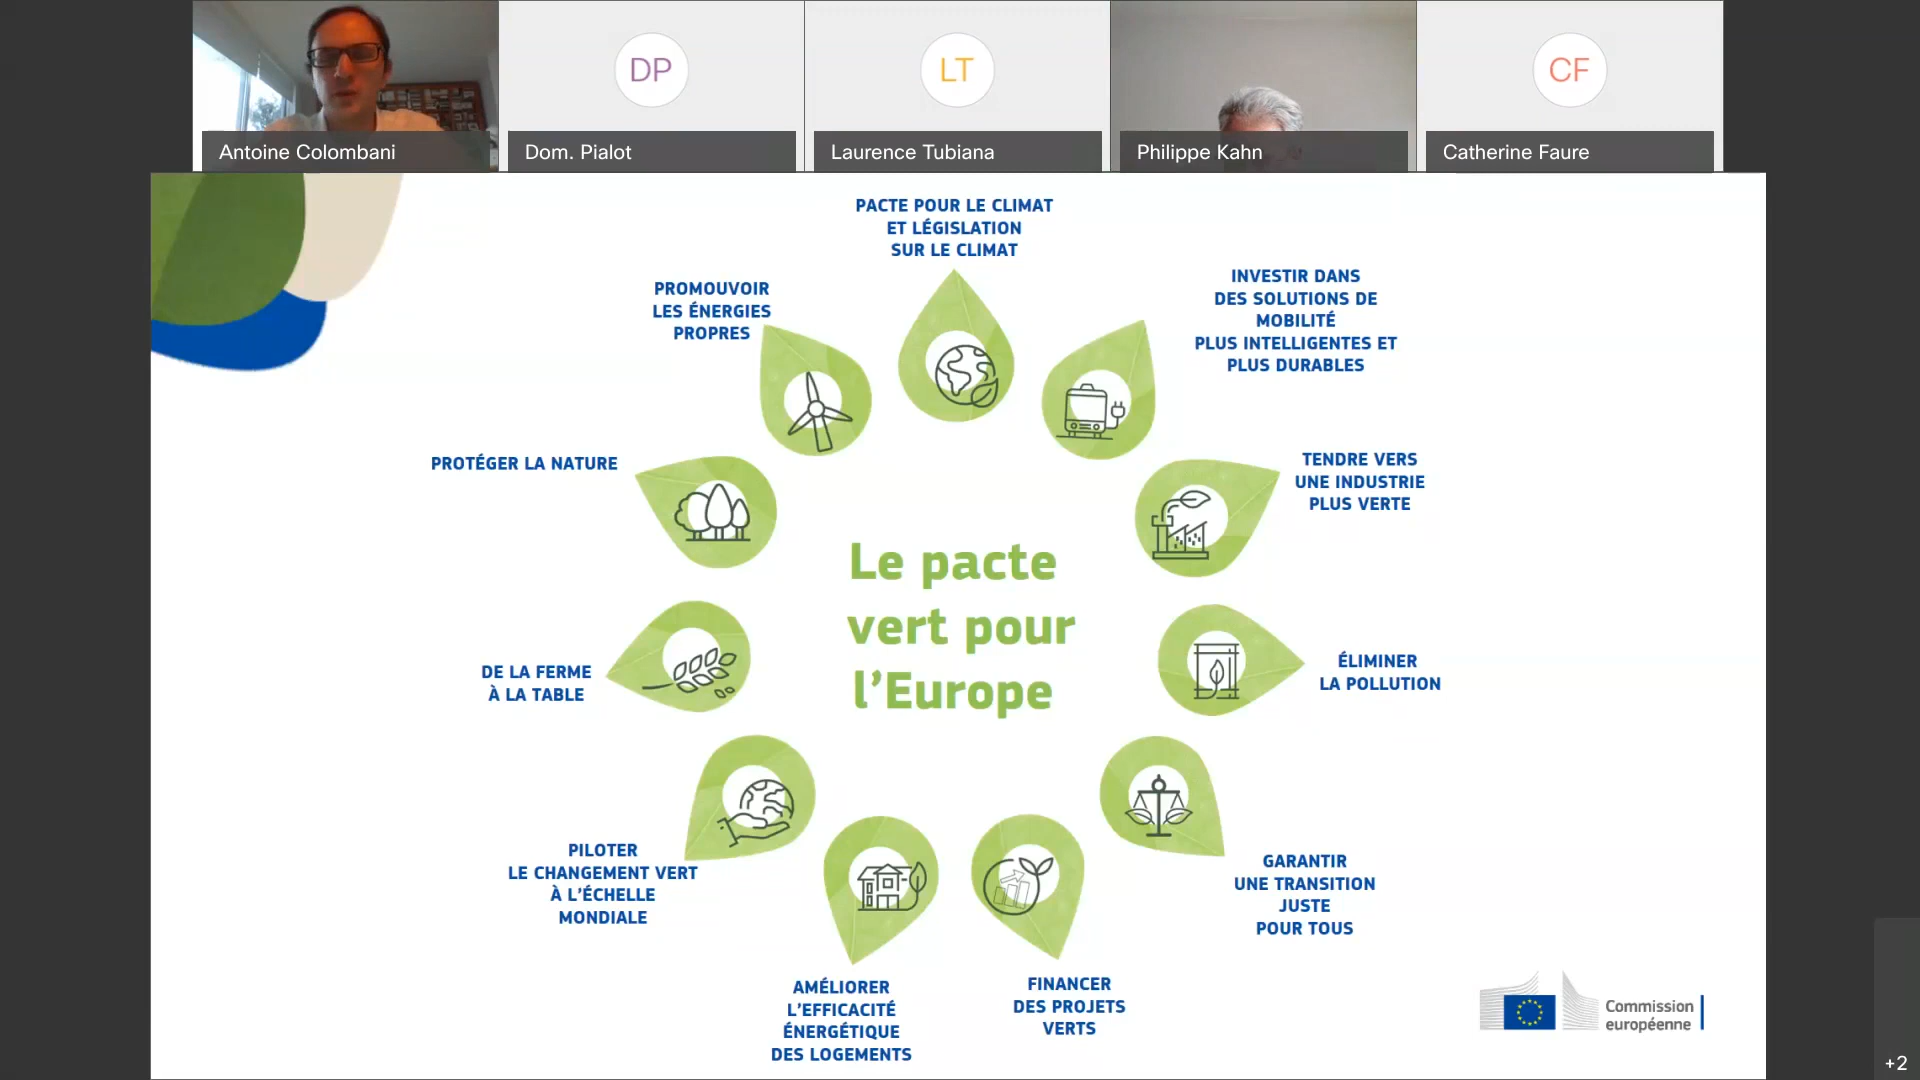 DP
LT
CF
Antoine Colombani
Dom. Pialot
Laurence Tubiana
Philippe Kahn
Catherine Faure
PACTE POUR LE CLIMAT
ET LÉGISLATION
SUR LE CLIMAT
PROMOUVOIR
LES ÉNERGIES
PROPRES
INVESTIR DANS
DES SOLUTIONS DE
MOBILITÉ
PLUS INTELLIGENTES ET
PLUS DURABLES
PROTÉGER LA NATURE
TENDRE VERS
UNE INDUSTRIE
PLUS VERTE
Le pacte
vert pour
l’Europe
DE LA FERME
À LA TABLE
ÉLIMINER
LA POLLUTION
PILOTER
LE CHANGEMENT VERT
À L’ÉCHELLE
MONDIALE
GARANTIR
UNE TRANSITION
JUSTE
POUR TOUS
AMÉLIORER
L’EFFICACITÉ
ÉNERGÉTIQUE
DES LOGEMENTS
FINANCER
DES PROJETS
VERTS
Commission
européenne
+2